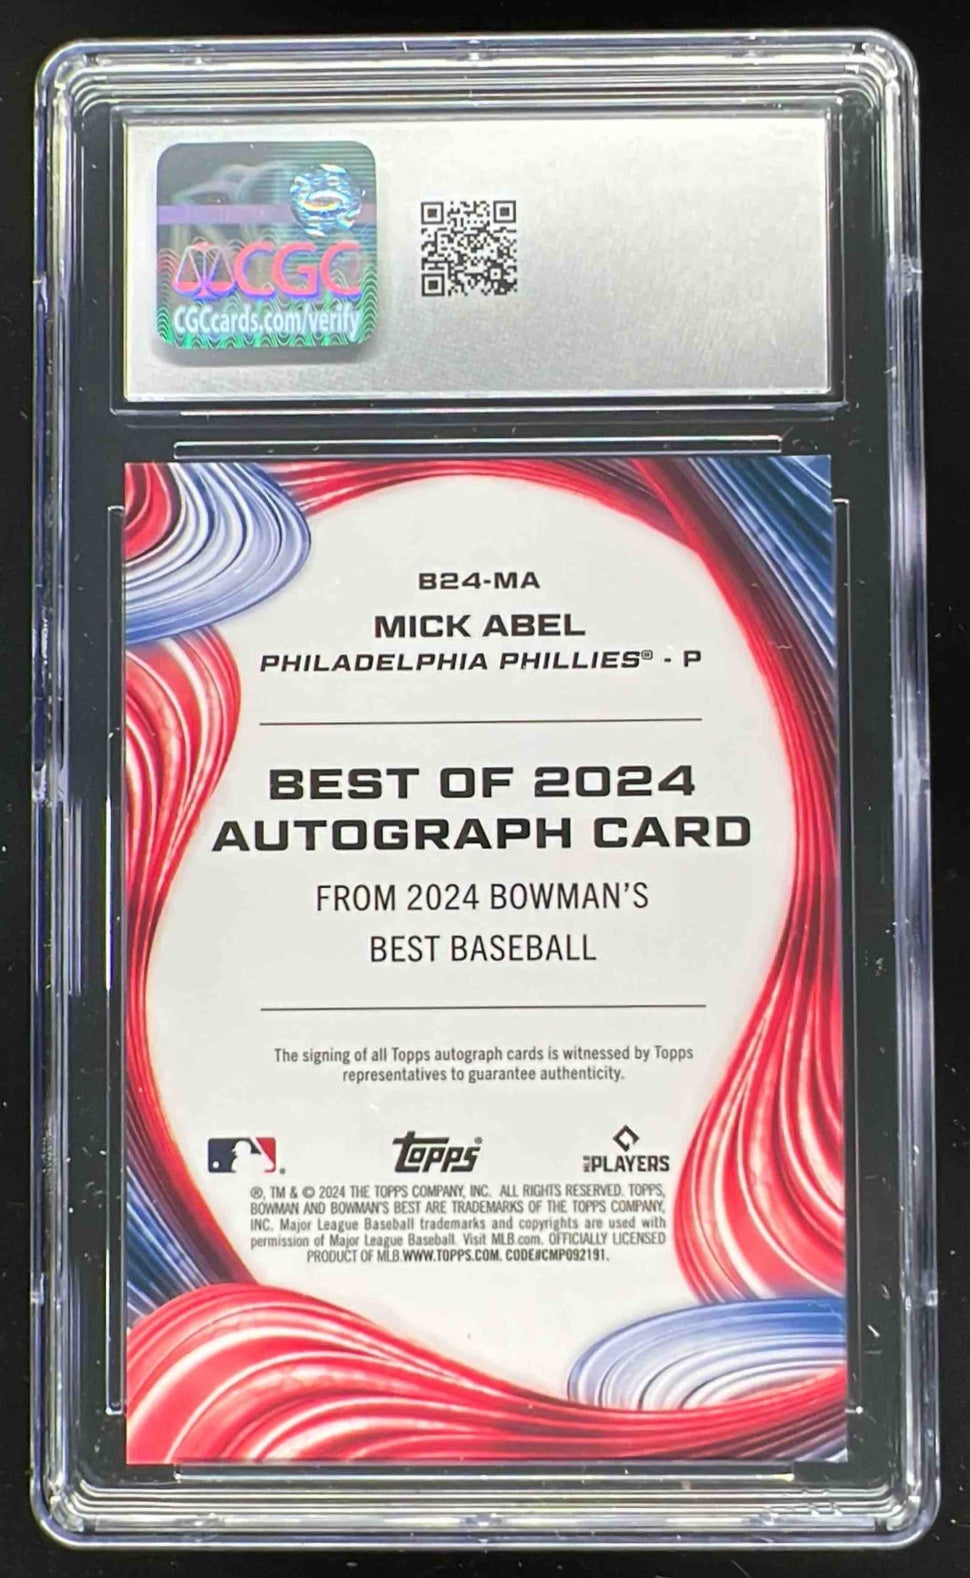 CGC
CGCcards.com/verify
B24-MA
MICK ABEL
PHILADELPHIA PHILLIES® - P
BEST OF 2024
AUTOGRAPH CARD
FROM 2024 BOWMAN'S
BEST BASEBALL
The signing of all Topps autograph cards is witnessed by Topps
representatives to guarantee authenticity.
topps® PLAYERS
®, TM & © 2024 THE TOPPS COMPANY, INC. ALL RIGHTS RESERVED. TOPPS,
BOWMAN AND BOWMAN'S BEST ARE TRADEMARKS OF THE TOPPS COMPANY,
INC. Major League Baseball trademarks and copyrights are used with
permission of Major League Baseball. Visit MLB.com. OFFICIALLY LICENSED
PRODUCT OF MLB.WWW.TOPPS.COM. CODE#CMP092191.